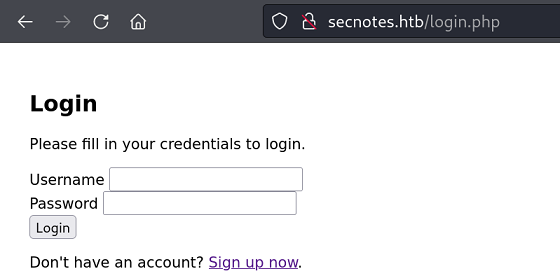 secnotes.htb/login.php
Login
Please fill in your credentials to login.
Username
Password
Login
Don't have an account? Sign up now.